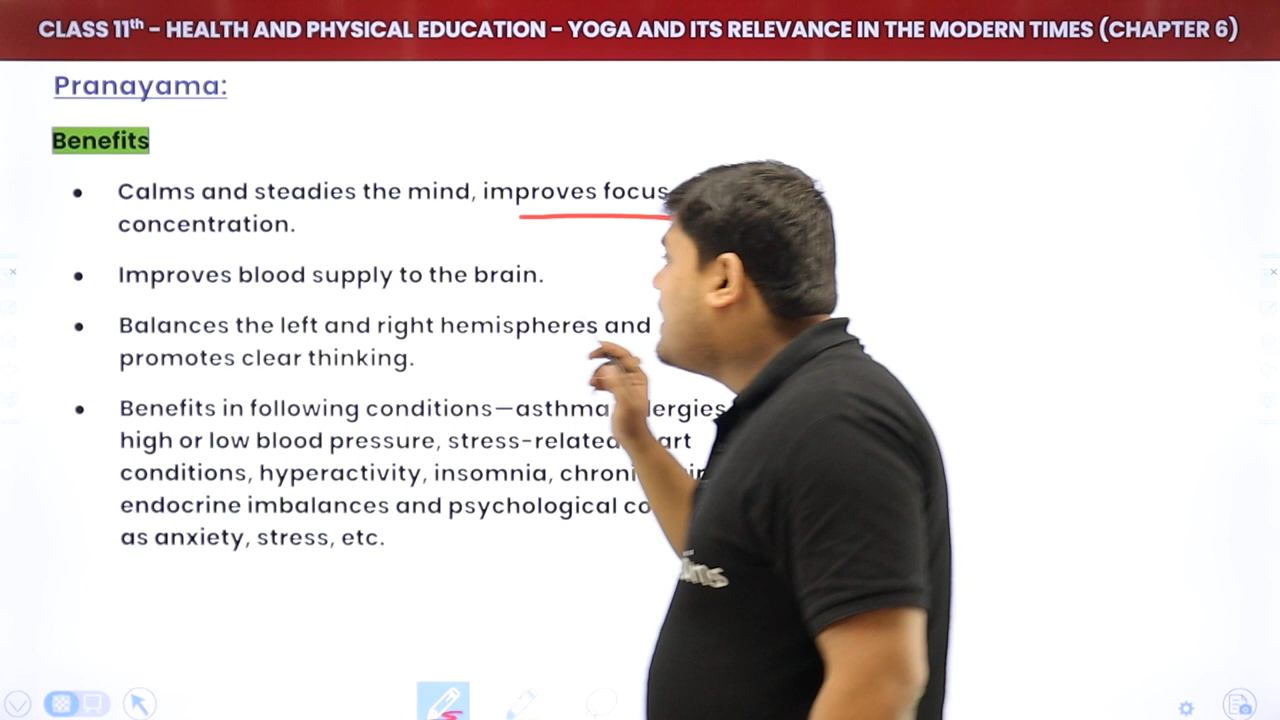 CLASS 11th – HEALTH AND PHYSICAL EDUCATION – YOGA AND ITS RELEVANCE IN THE MODERN TIMES (CHAPTER 6)
Pranayama:
Benefits
• Calms and steadies the mind, improves focus
concentration.
• Improves blood supply to the brain.
• Balances the left and right hemispheres and
promotes clear thinking.
• Benefits in following conditions—asthma
high or low blood pressure, stress-related
conditions, hyperactivity, insomnia,
endocrine imbalances and psychological
as anxiety, stress, etc.